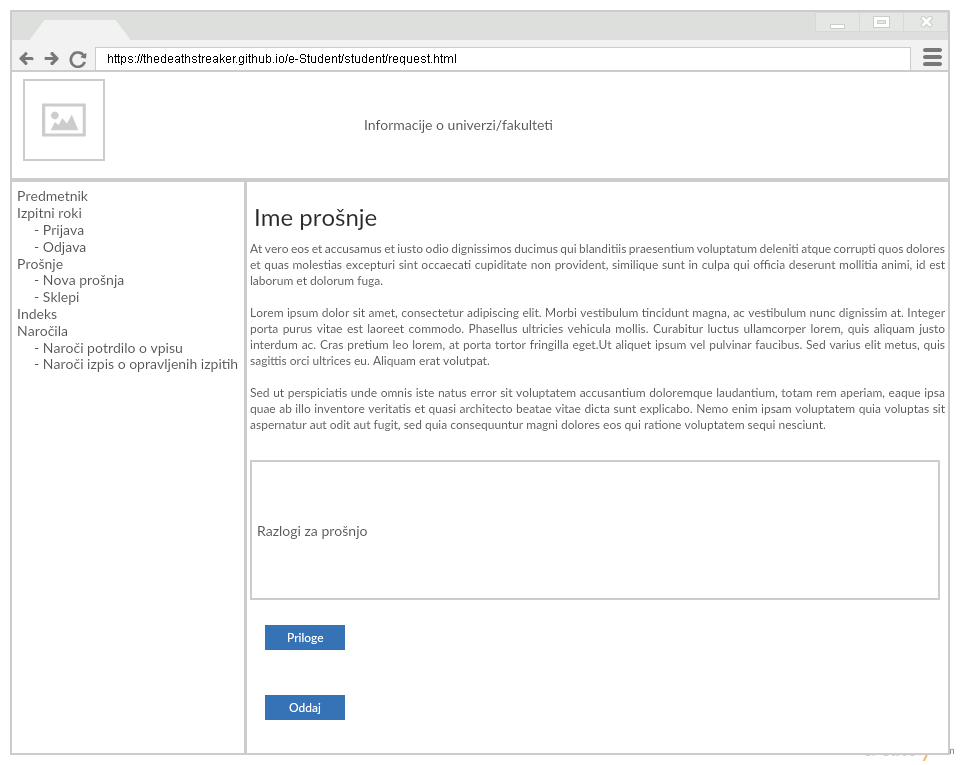 https://thedeathstreaker.github.io/e-Student/student/request.html
Informacije o univerzi/fakulteti
Predmetnik
Izpitni roki
- Prijava
- Odjava
Prošnje
- Nova prošnja
- Sklepi
Indeks
Naročila
- Naroči potrdilo o vpisu
- Naroči izpis o opravljenih izpitih
Ime prošnje
At vero eos et accusamus et iusto odio dignissimos ducimus qui blanditiis praesentium voluptatum deleniti atque corrupti quos dolores
et quas molestias excepturi sint occaecati cupiditate non provident, similique sunt in culpa qui officia deserunt mollitia animi, id est
laborum et dolorum fuga.
Lorem ipsum dolor sit amet, consectetur adipiscing elit. Morbi vestibulum tincidunt magna, ac vestibulum nunc dignissim at. Integer
porta purus vitae est laoreet commodo. Phasellus ultricies vehicula mollis. Curabitur luctus ullamcorper lorem, quis aliquam justo
interdum ac. Cras pretium leo lorem, at porta tortor fringilla eget.Ut aliquet ipsum vel pulvinar faucibus. Sed varius elit metus, quis
sagittis orci ultrices eu. Aliquam erat volutpat.
Sed ut perspiciatis unde omnis iste natus error sit voluptatem accusantium doloremque laudantium, totam rem aperiam, eaque ipsa
quae ab illo inventore veritatis et quasi architecto beatae vitae dicta sunt explicabo. Nemo enim ipsam voluptatem quia voluptas sit
aspernatur aut odit aut fugit, sed quia consequuntur magni dolores eos qui ratione voluptatem sequi nesciunt.
Razlogi za prošnjo
Priloge
Oddaj